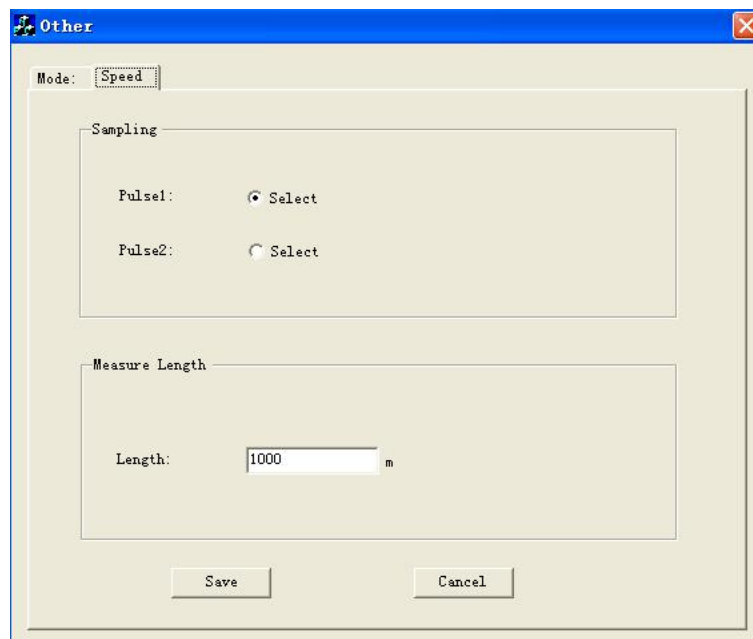 Other
Mode: Speed
Sampling
Pulse1: Select
Pulse2: Select
Measure Length
Length: 1000 m
Save Cancel